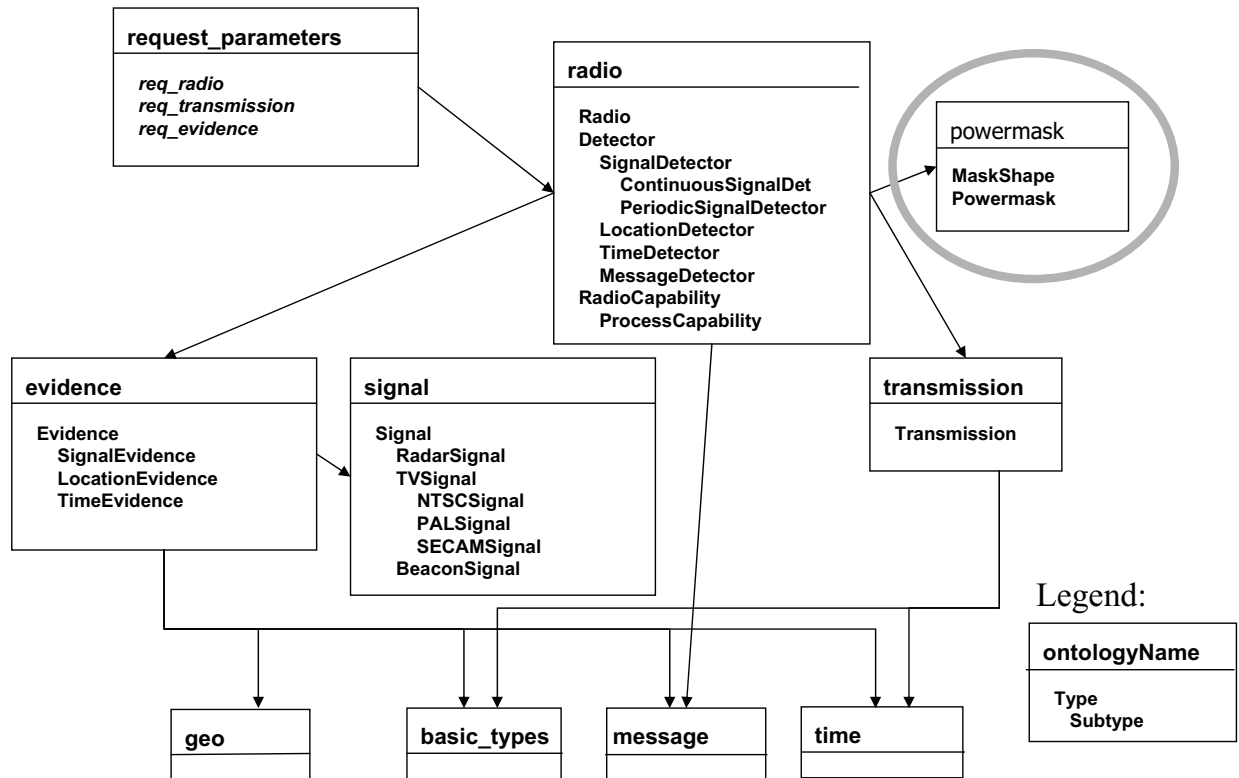 request_parameters
req_radio
req_transmission
req_evidence
radio
Radio
Detector
SignalDetector
ContinuousSignalDet
PeriodicSignalDetector
LocationDetector
TimeDetector
MessageDetector
RadioCapability
ProcessCapability
powermask
MaskShape
Powermask
evidence
Evidence
SignalEvidence
LocationEvidence
TimeEvidence
signal
Signal
RadarSignal
TVSignal
NTSCSignal
PALSignal
SECAMSignal
BeaconSignal
transmission
Transmission
Legend:
ontologyName
Type
Subtype
geo
basic_types
message
time